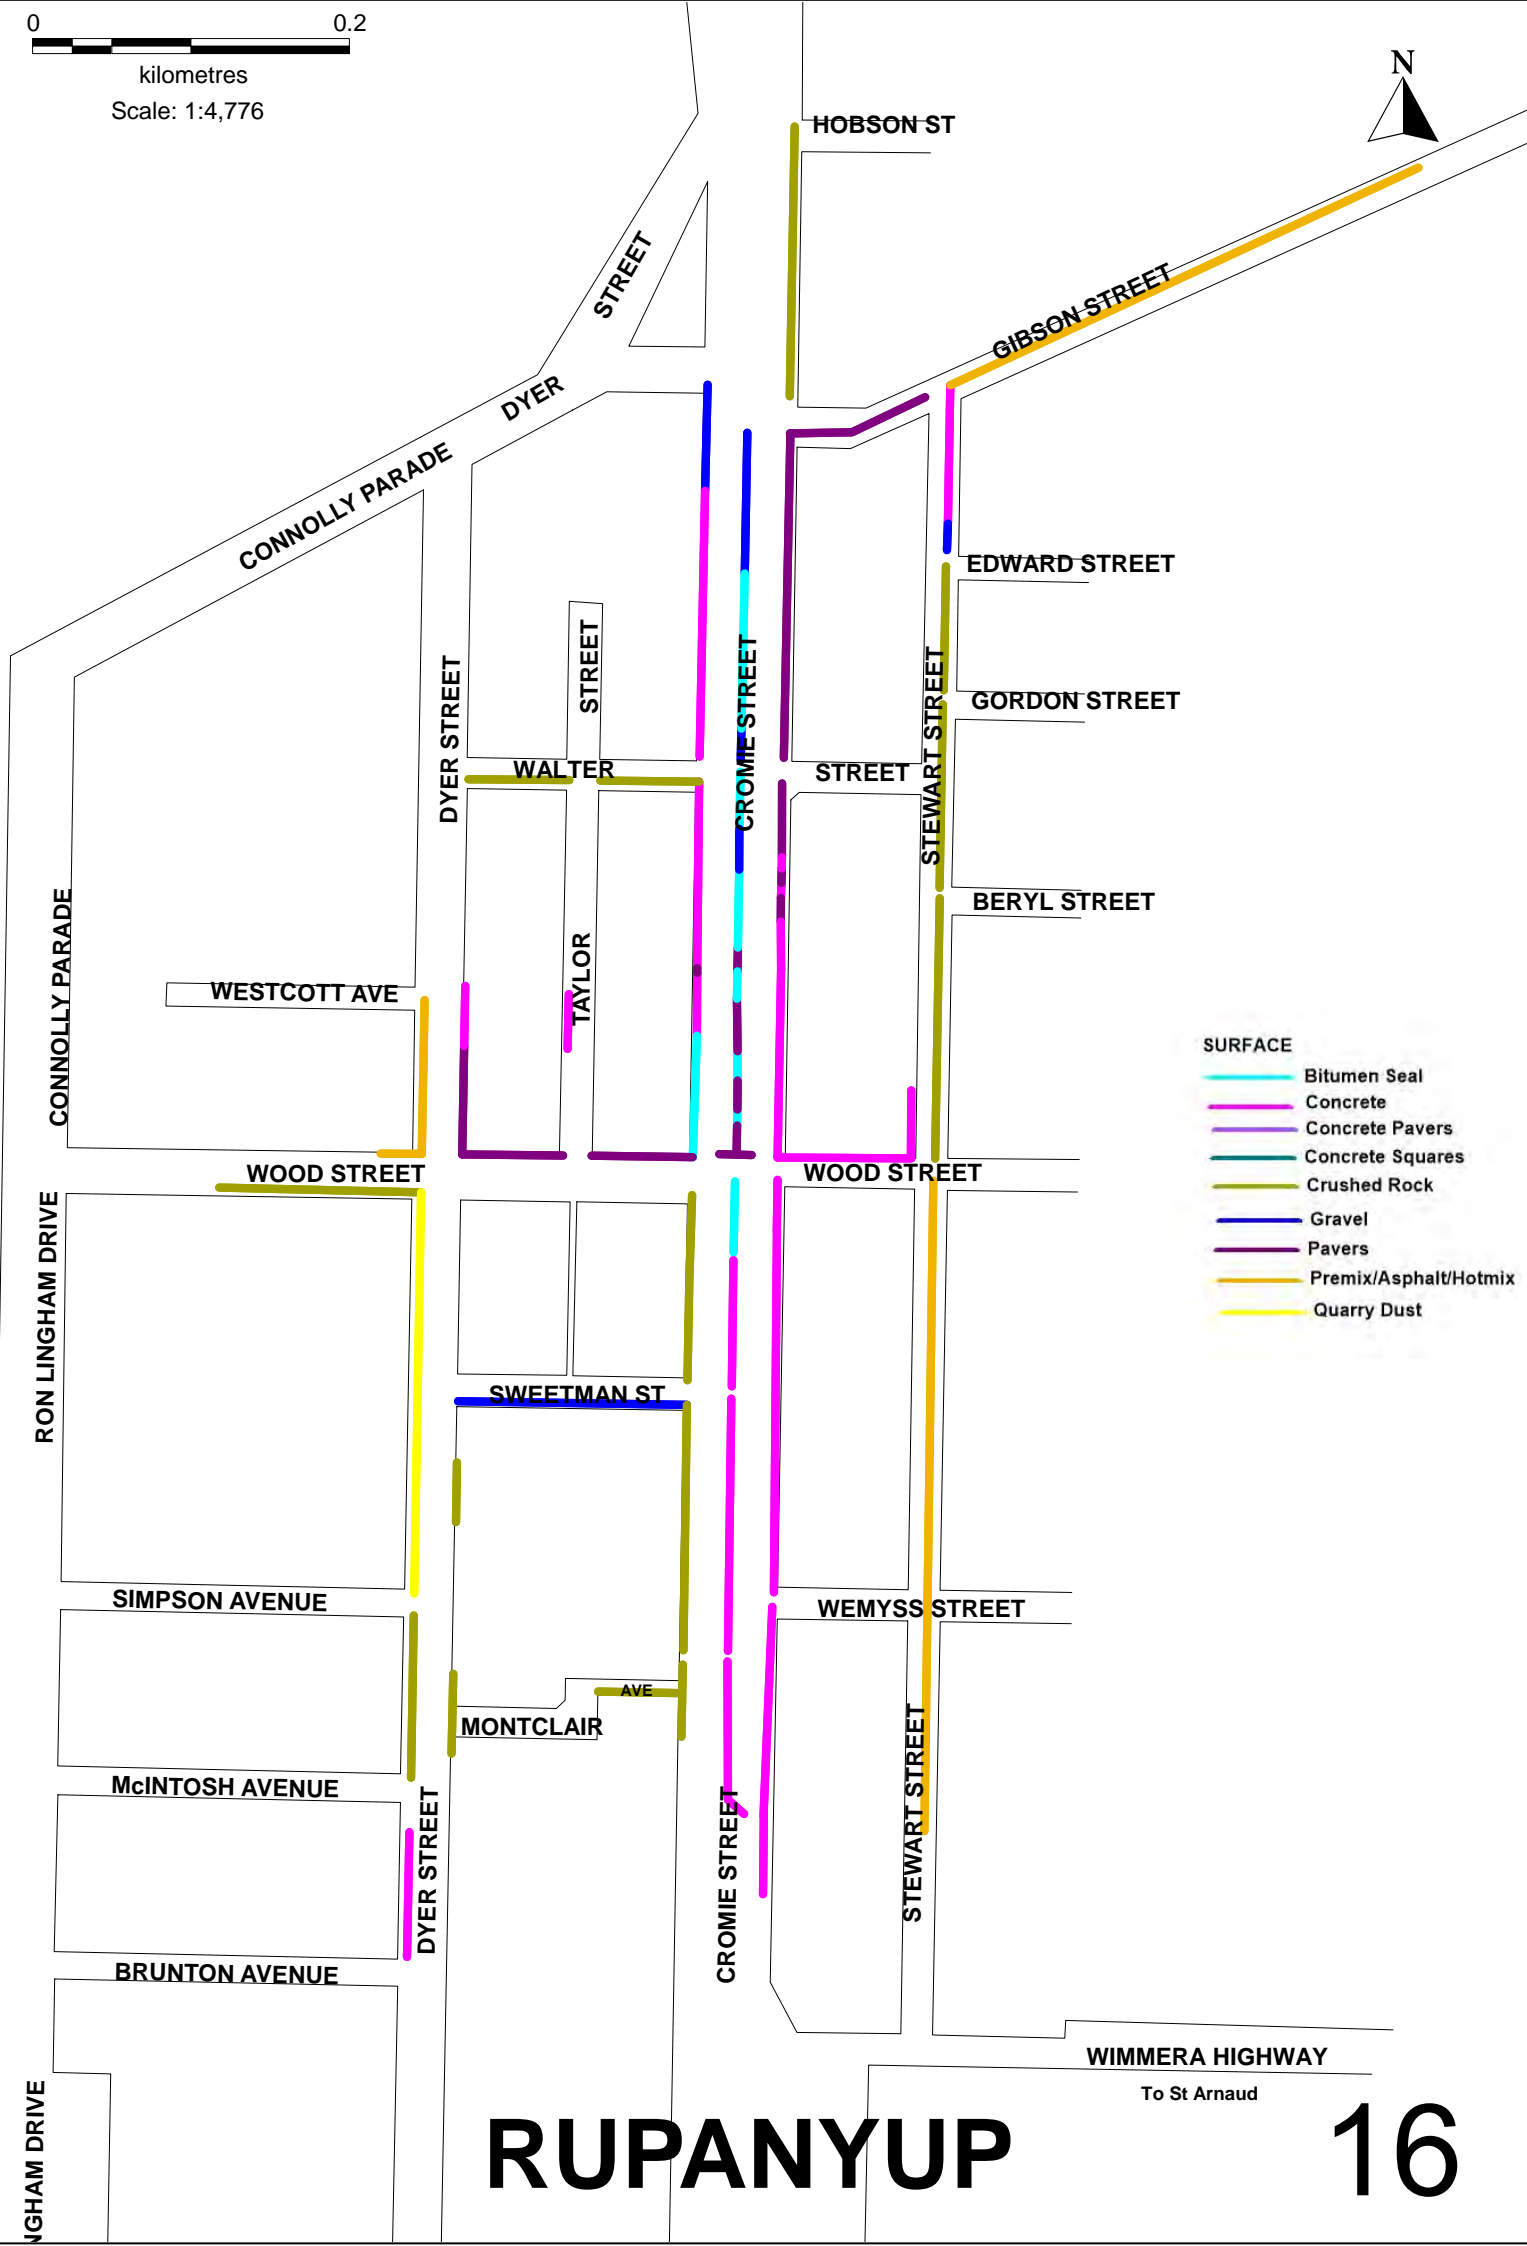 0 0.2
kilometres
Scale: 1:4,776
N
HOBSON ST
STREET
GIBSON STREET
DYER
CONNOLLY PARADE
EDWARD STREET
STREET
DYER STREET
CROMIE STREET
STEWART STREET
GORDON STREET
WALTER
STREET
BERYL STREET
CONNOLLY PARADE
TAYLOR
WESTCOTT AVE
SURFACE
Bitumen Seal
Concrete
Concrete Pavers
Concrete Squares
Crushed Rock
Gravel
Pavers
Premix/Asphalt/Hotmix
Quarry Dust
WOOD STREET
WOOD STREET
RON LINGHAM DRIVE
SWEETMAN ST
SIMPSON AVENUE
WEMYSS STREET
AVE
MONTCLAIR
McINTOSH AVENUE
DYER STREET
CROMIE STREET
STEWART STREET
BRUNTON AVENUE
WIMMERA HIGHWAY
To St Arnaud
NGHAM DRIVE
RUPANYUP
16